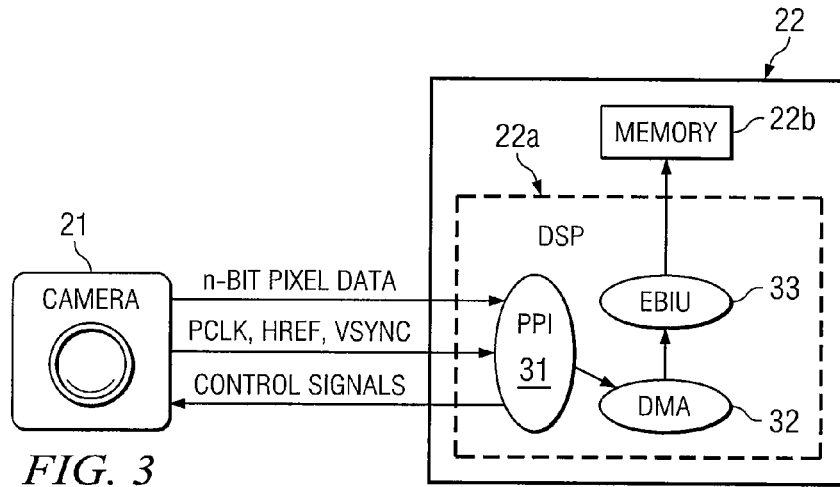 22
21
CAMERA
n-BIT PIXEL DATA
PCLK, HREF, VSYNC
CONTROL SIGNALS
22a
MEMORY
22b
DSP
PPI
31
EBIU
33
DMA
32
FIG. 3